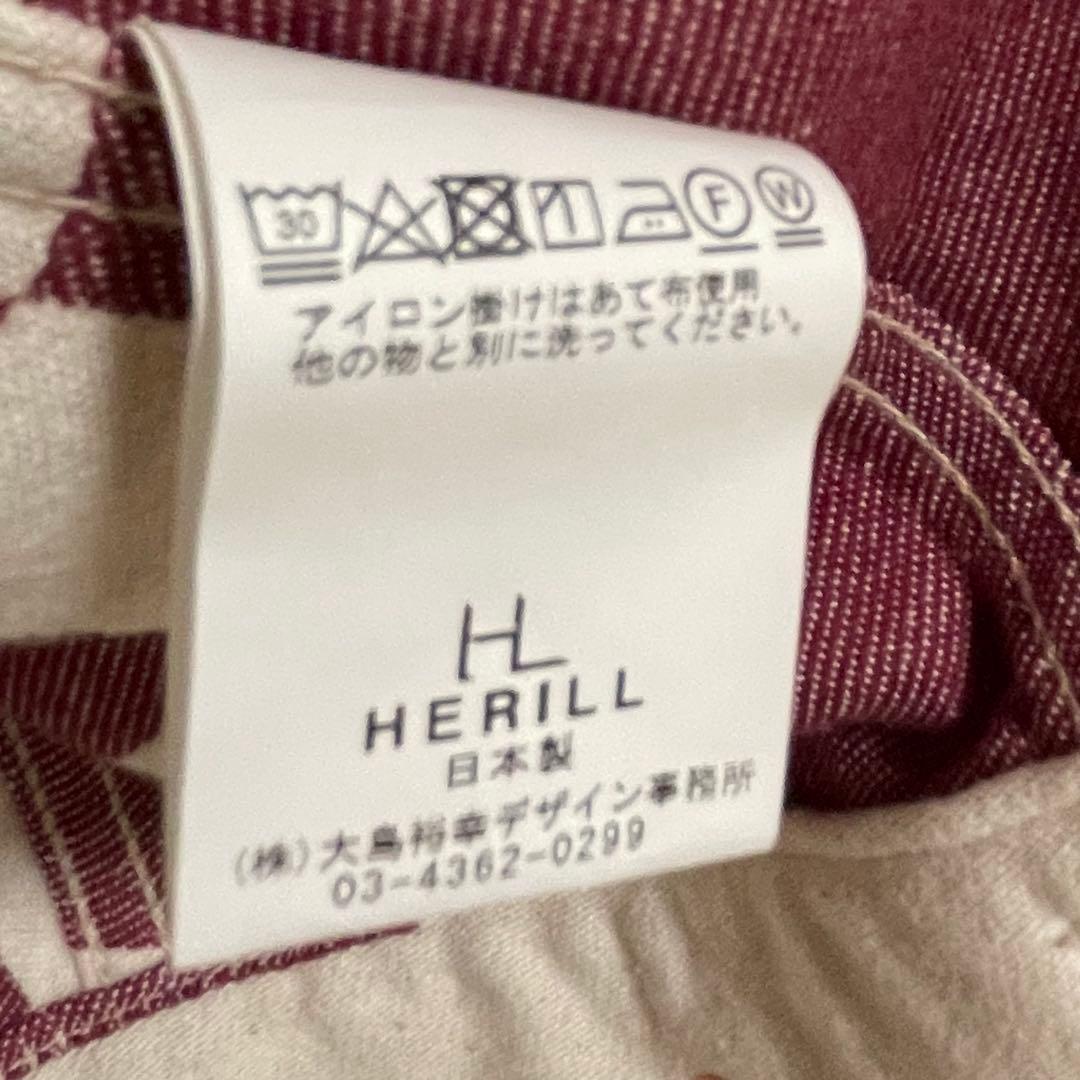 30 F W
アイロン掛けはあて布使用
他の物と別に洗ってください。
HL
HERILL
日本製
(株)大島裕幸デザイン事務所
03-4362-0299